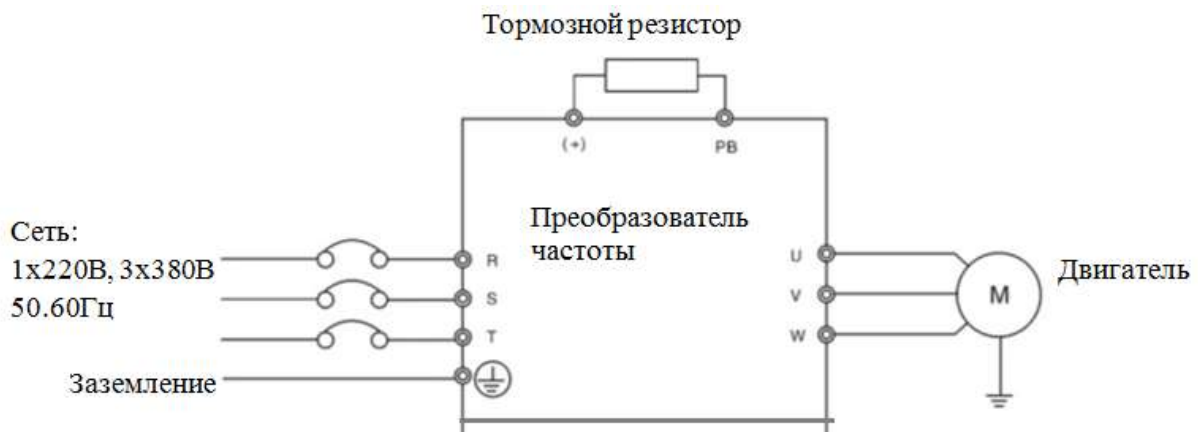 Тормозной резистор
(+)
PB
Преобразователь
частоты
Сеть:
1x220В, 3x380В
50.60Гц
Заземление
R
S
T
U
V
W
M
Двигатель